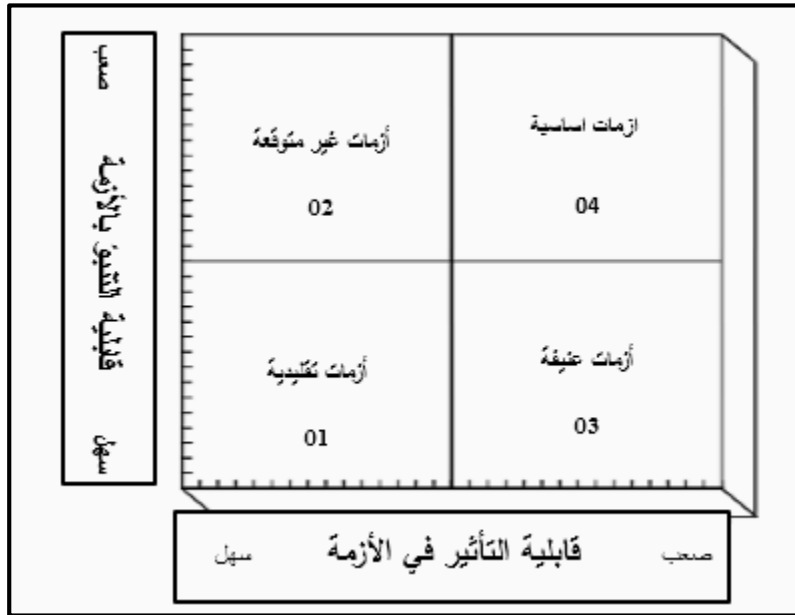 صعب قابلية التنبؤ بالأزمة سهل
أزمات غير متوقعة
02
ازمات اساسية
04
أزمات تقليدية
01
أزمات عنيفة
03
صعب قابلية التأثير في الأزمة سهل